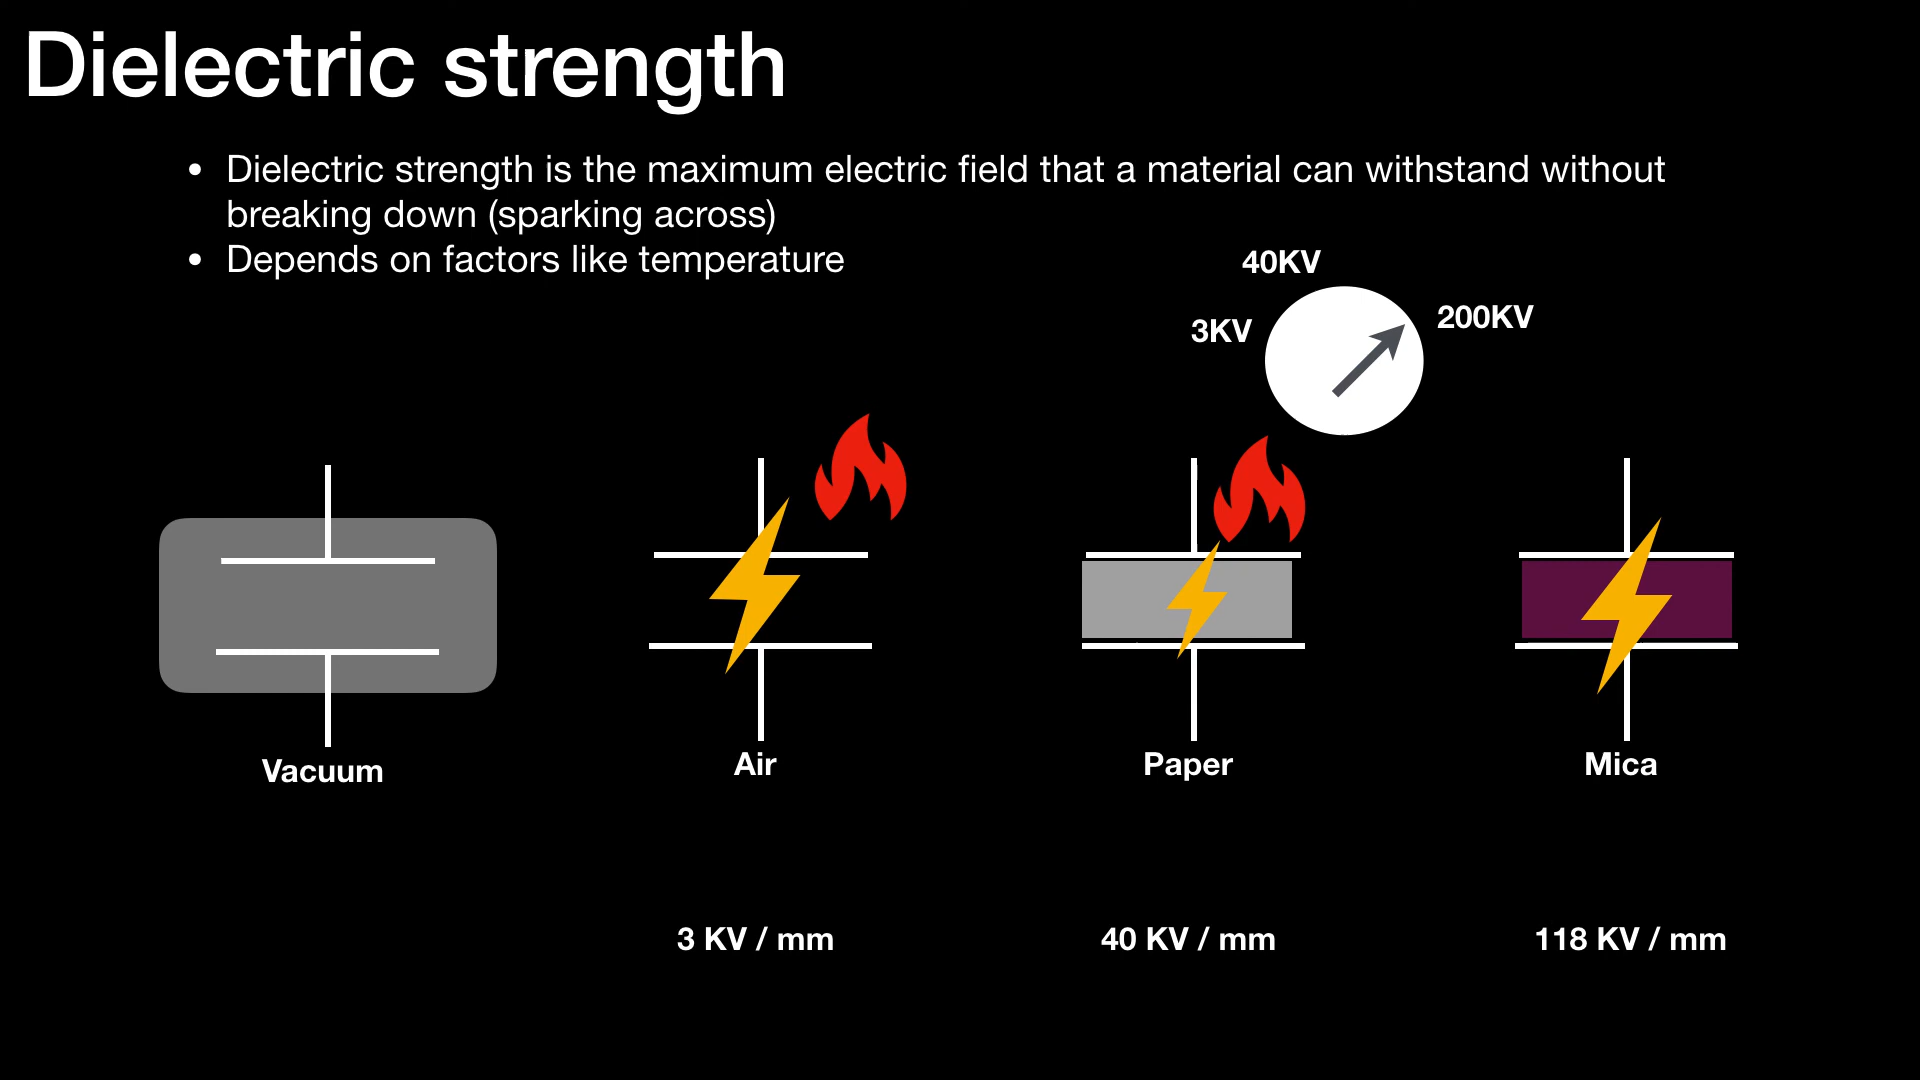 Dielectric strength
• Dielectric strength is the maximum electric field that a material can withstand without
breaking down (sparking across)
• Depends on factors like temperature
40KV
3KV
200KV
Vacuum
Air
Paper
Mica
3 KV / mm
40 KV / mm
118 KV / mm